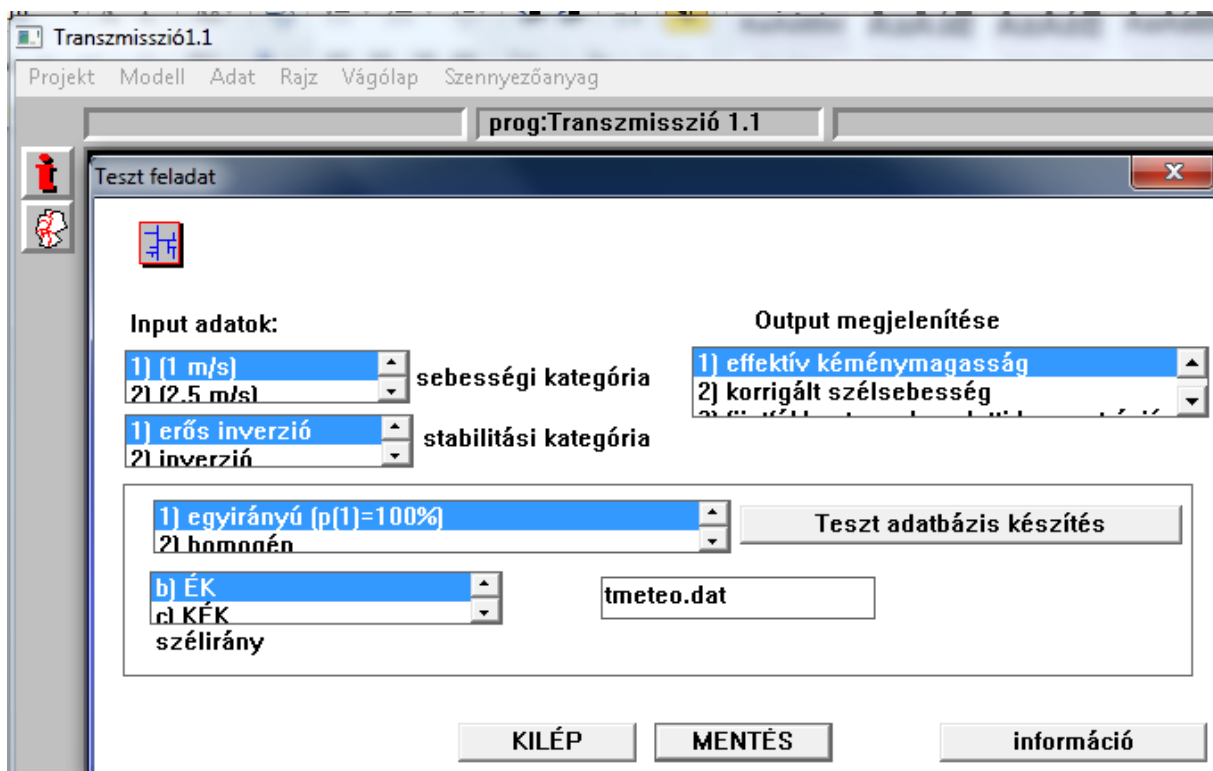 Transzmisszió1.1
Projekt Modell Adat Rajz Vágólap Szennyezőanyag
prog:Transzmisszió 1.1
Teszt feladat
Input adatok:
Output megjelenítése
1) (1 m/s)
2) (2.5 m/s)
sebességi kategória
1) effektív kéménymagasság
2) korrigált szélsebesség
1) erős inverzió
2) inverzió
stabilitási kategória
1) egyirányú (p(1)=100%)
2) homogén
Teszt adatbázis készítés
b) ÉK
c) KÉK
tmeteo.dat
szélirány
KILÉP MENTÉS információ